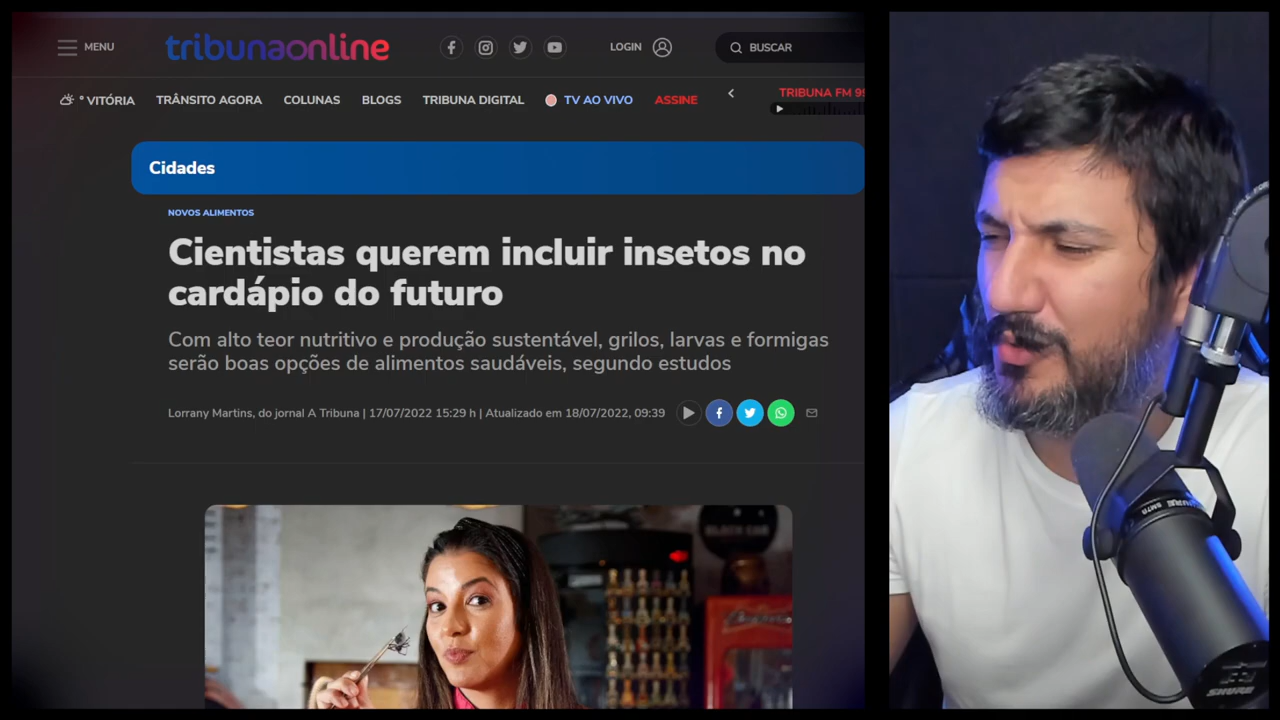 MENU
tribunaonline
LOGIN
BUSCAR
° VITÓRIA
TRÂNSITO AGORA
COLUNAS
BLOGS
TRIBUNA DIGITAL
TV AO VIVO
ASSINE
TRIBUNA FM 99
Cidades
NOVOS ALIMENTOS
Cientistas querem incluir insetos no
cardápio do futuro
Com alto teor nutritivo e produção sustentável, grilos, larvas e formigas
serão boas opções de alimentos saudáveis, segundo estudos
Lorrany Martins, do jornal A Tribuna | 17/07/2022 15:29 h | Atualizado em 18/07/2022, 09:39
SM7B
SHURE